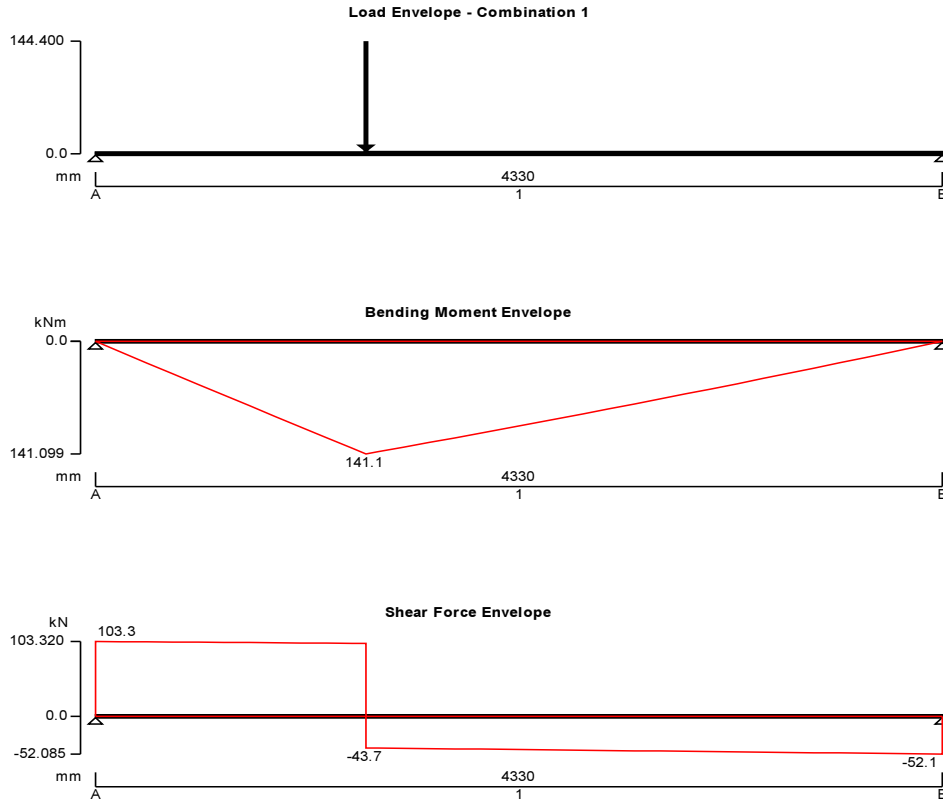 Load Envelope - Combination 1
144.400
0.0
mm
4330
A
1
Bending Moment Envelope
kNm
0.0
141.099
141.1
mm
4330
A
1
Shear Force Envelope
kN
103.320
103.3
0.0
-52.085
-43.7
-52.1
mm
4330
A
1